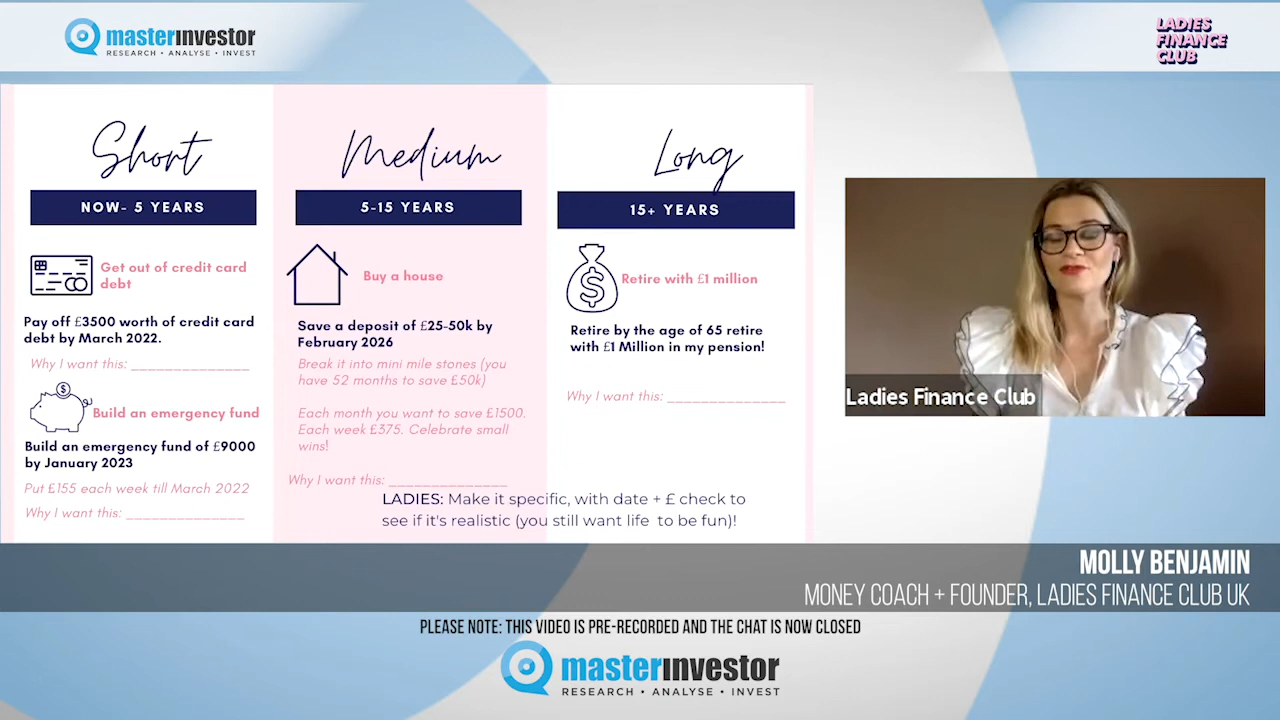 masterinvestor
RESEARCH • ANALYSE • INVEST
LADIES
FINANCE
CLUB
Short
NOW- 5 YEARS
Get out of credit card
debt
Pay off £3500 worth of credit card
debt by March 2022.
Why I want this: _______________
Build an emergency fund
Build an emergency fund of £9000
by January 2023
Put £155 each week till March 2022
Why I want this: _______________
Medium
5-15 YEARS
Buy a house
Save a deposit of £25-50k by
February 2026
Break it into mini mile stones (you
have 52 months to save £50k)
Each month you want to save £1500.
Each week £375. Celebrate small
wins!
Why I want this: _______________
Long
15+ YEARS
Retire with £1 million
Retire by the age of 65 retire
with £1 Million in my pension!
Why I want this: _______________
LADIES: Make it specific, with date + £ check to
see if it's realistic (you still want life to be fun)!
Ladies Finance Club
MOLLY BENJAMIN
MONEY COACH + FOUNDER, LADIES FINANCE CLUB UK
PLEASE NOTE: THIS VIDEO IS PRE-RECORDED AND THE CHAT IS NOW CLOSED
masterinvestor
RESEARCH • ANALYSE • INVEST